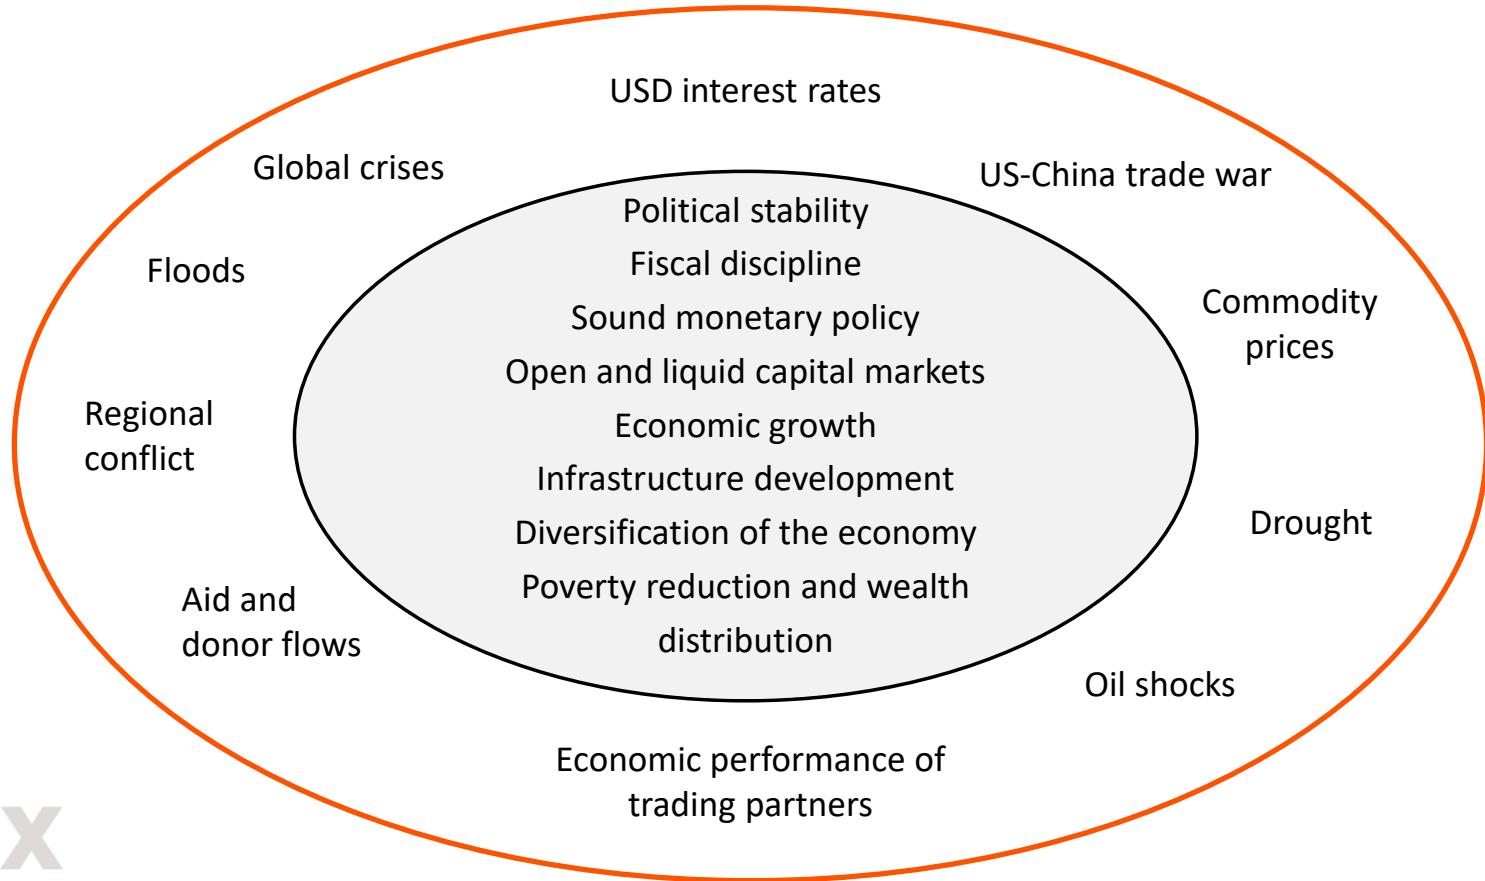 USD interest rates
Global crises
US-China trade war
Political stability
Fiscal discipline
Floods
Commodity
prices
Sound monetary policy
Open and liquid capital markets
Regional
conflict
Economic growth
Infrastructure development
Diversification of the economy
Drought
Poverty reduction and wealth
distribution
Aid and
donor flows
Oil shocks
Economic performance of
trading partners
X